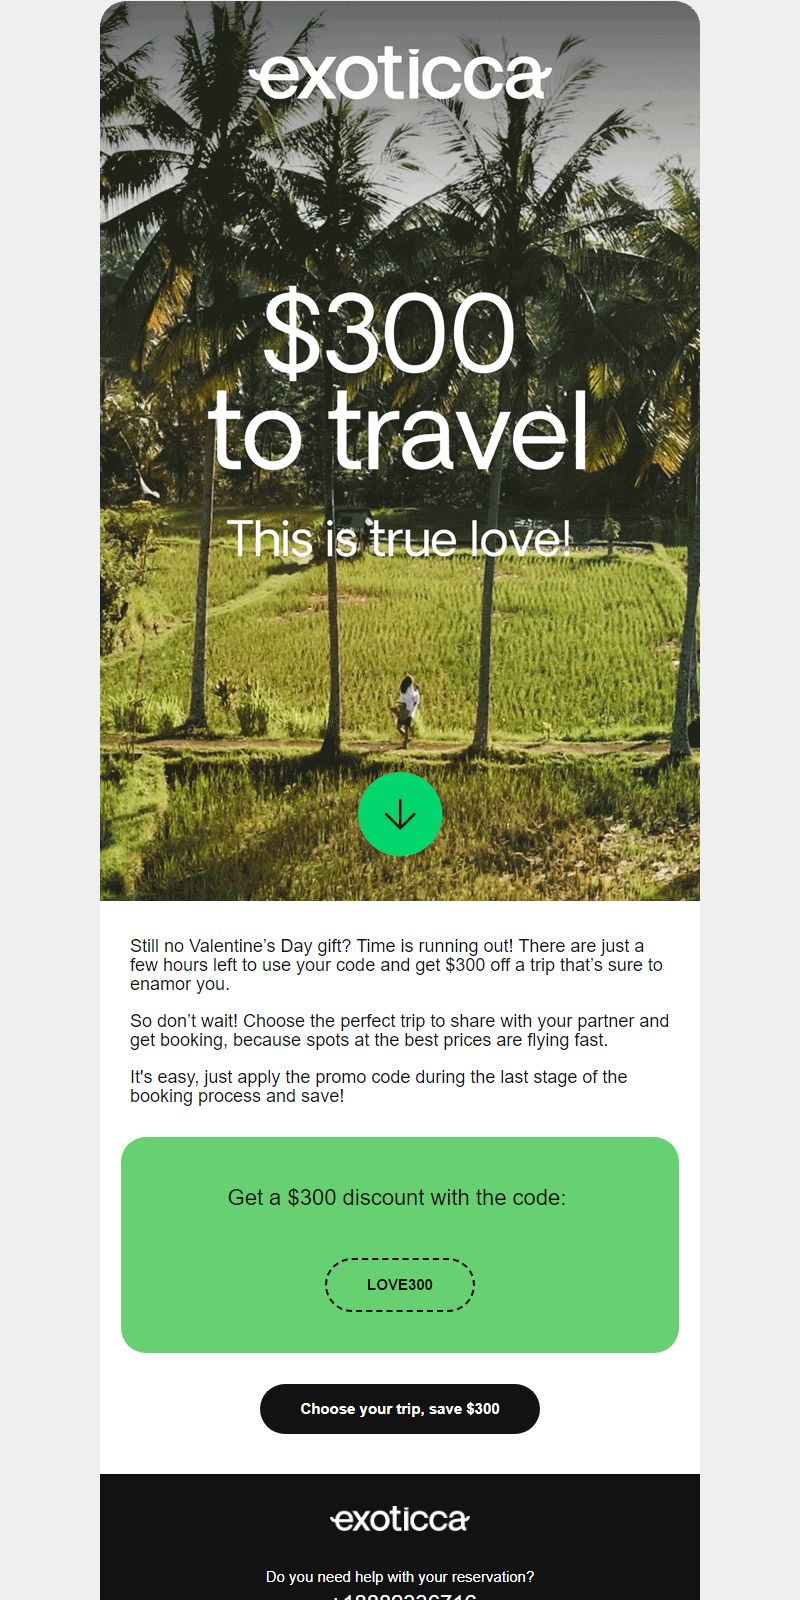 exoticca
$300
to travel
This is true love!
Still no Valentine’s Day gift? Time is running out! There are just a
few hours left to use your code and get $300 off a trip that’s sure to
enamor you.
So don’t wait! Choose the perfect trip to share with your partner and
get booking, because spots at the best prices are flying fast.
It's easy, just apply the promo code during the last stage of the
booking process and save!
Get a $300 discount with the code:
LOVE300
Choose your trip, save $300
exoticca
Do you need help with your reservation?